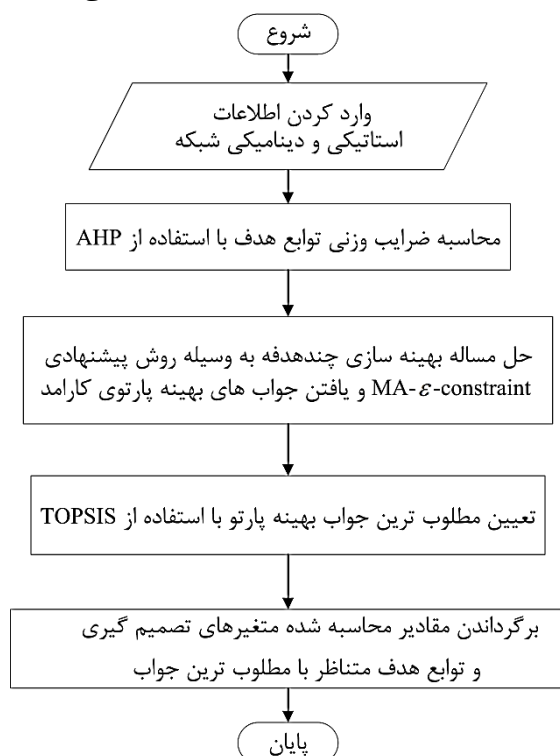 شروع
وارد کردن اطلاعات
استاتیکی و دینامیکی شبکه
محاسبه ضرایب وزنی توابع هدف با استفاده از AHP
حل مساله بهینه سازی چندهدفه به وسیله روش پیشنهادی
MA-ε-constraint و یافتن جواب های بهینه پارتوی کارامد
تعیین مطلوب ترین جواب بهینه پارتو با استفاده از TOPSIS
برگرداندن مقادیر محاسبه شده متغیرهای تصمیم گیری
و توابع هدف متناظر با مطلوب ترین جواب
پایان